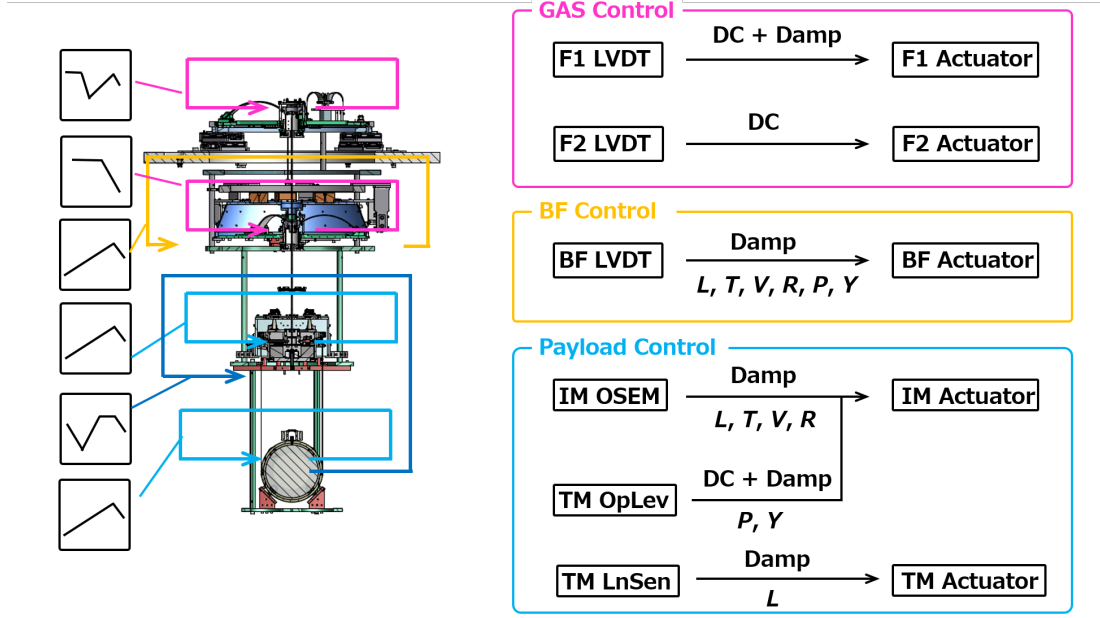 GAS Control
F1 LVDT
DC + Damp
F1 Actuator
F2 LVDT
DC
F2 Actuator
BF Control
BF LVDT
Damp
L, T, V, R, P, Y
BF Actuator
Payload Control
IM OSEM
Damp
L, T, V, R
IM Actuator
TM OpLev
DC + Damp
P, Y
TM LnSen
Damp
L
TM Actuator